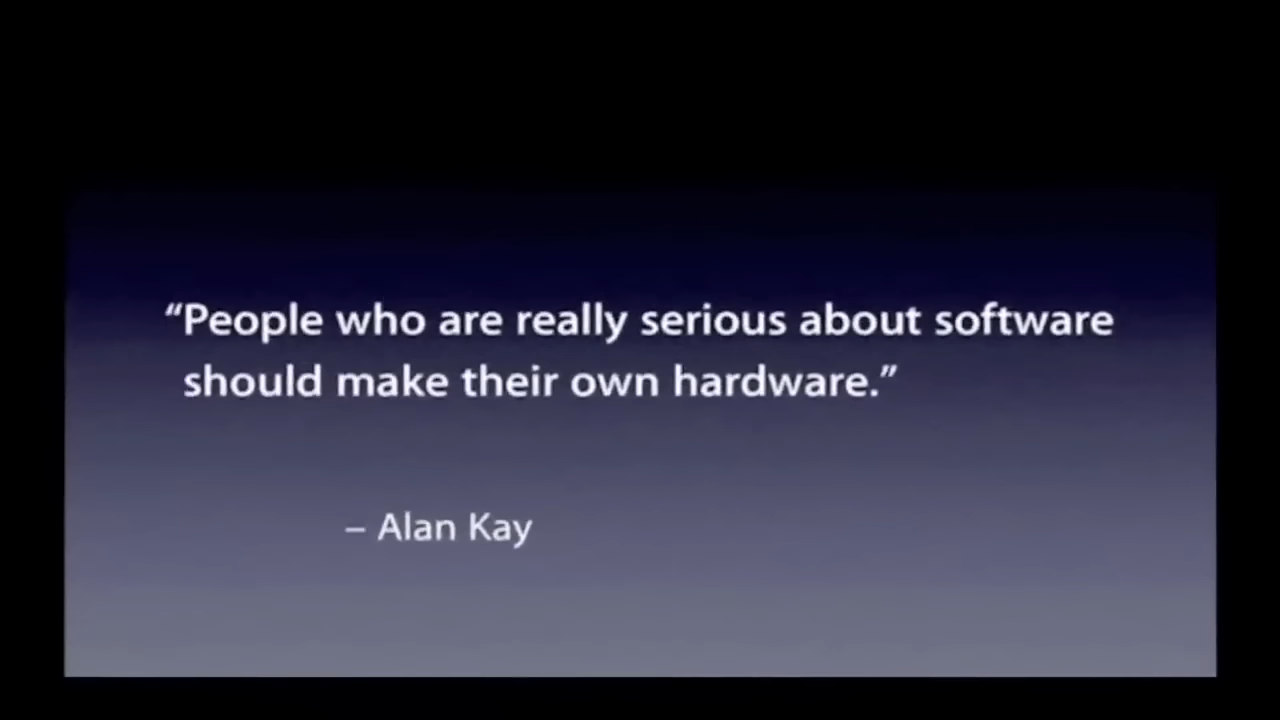 “People who are really serious about software
should make their own hardware.”
– Alan Kay